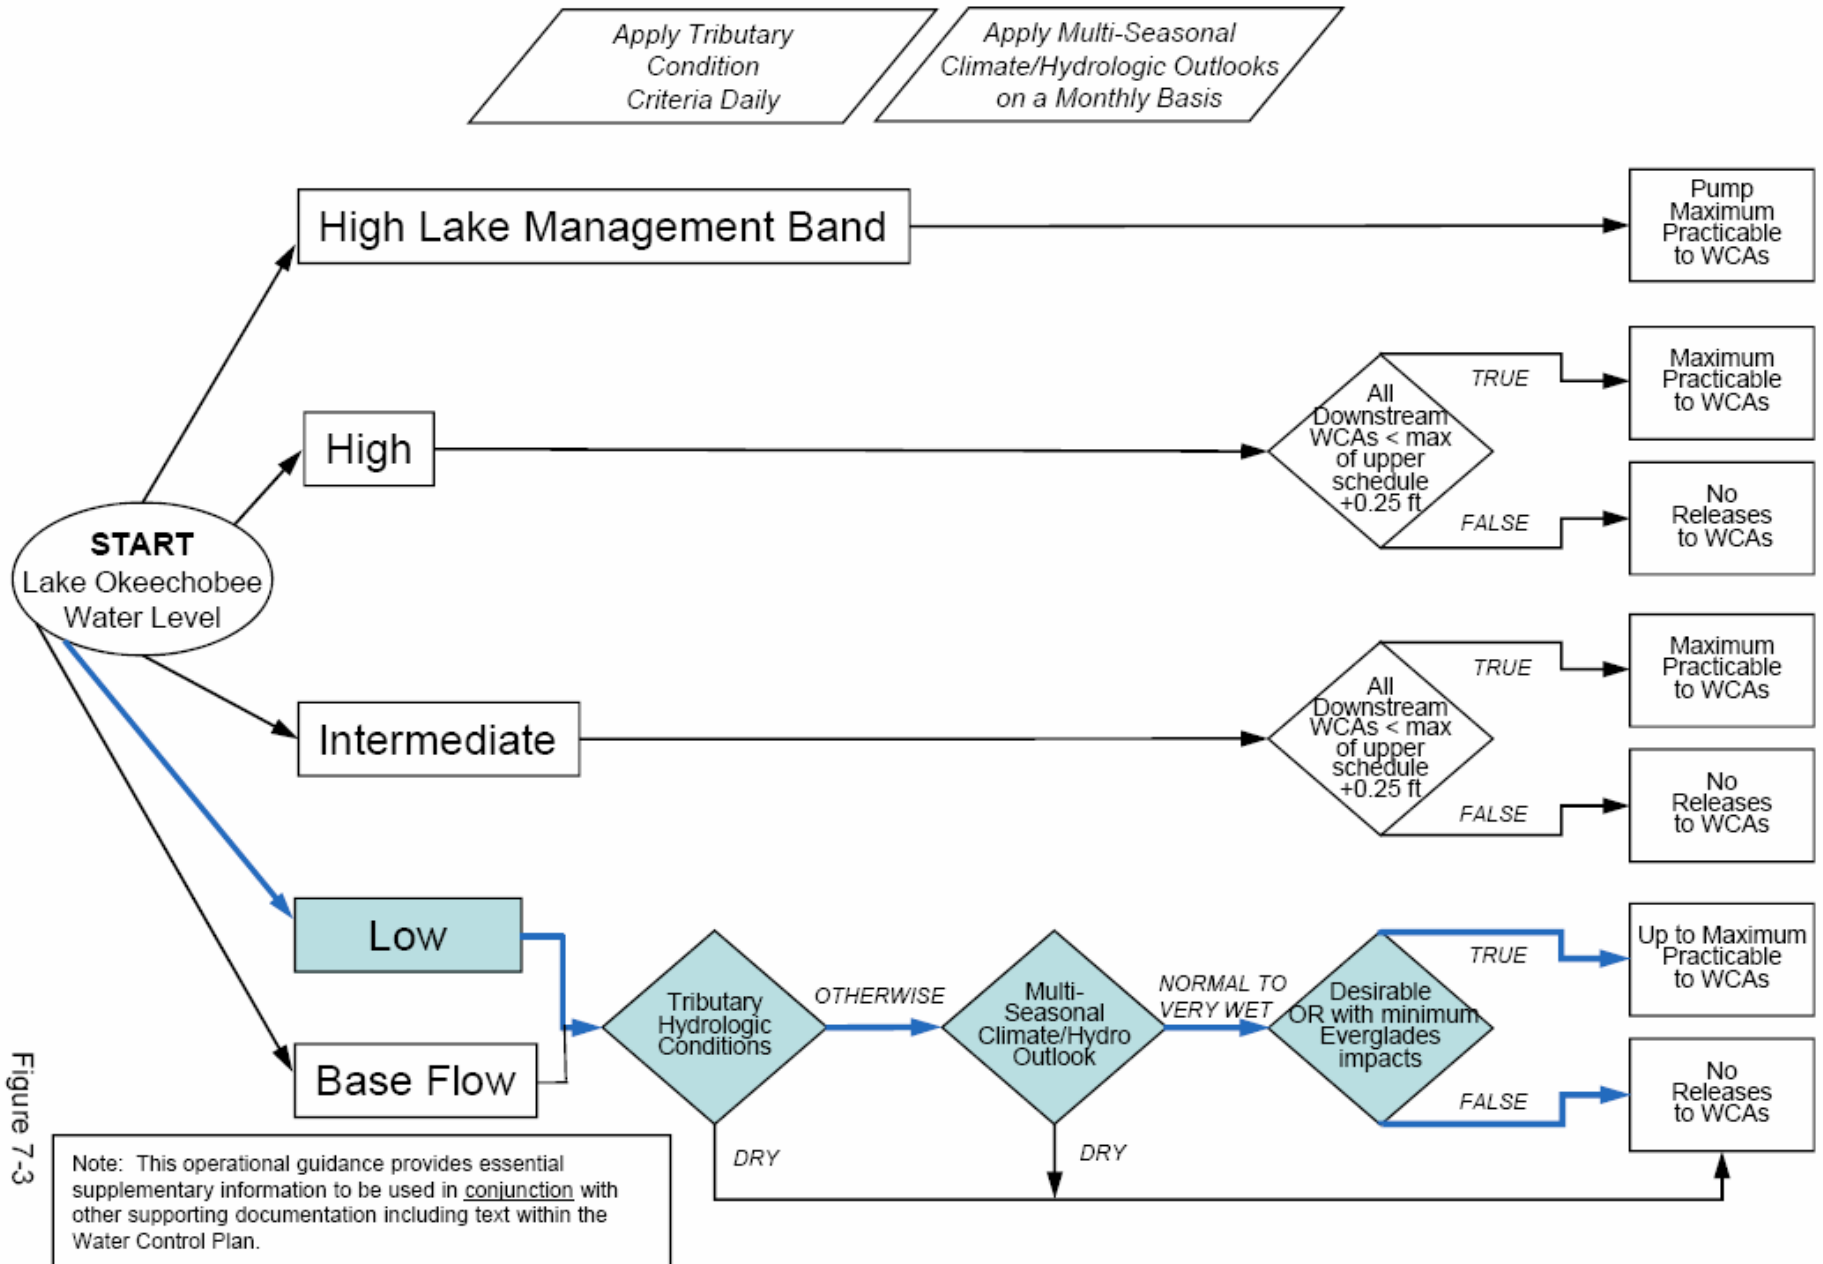 Apply Tributary
Condition
Criteria Daily
Apply Multi-Seasonal
Climate/Hydrologic Outlooks
on a Monthly Basis
START
Lake Okeechobee
Water Level
High Lake Management Band
Pump
Maximum
Practicable
to WCAs
High
All
Downstream
WCAs < max
of upper
schedule
+0.25 ft
TRUE
Maximum
Practicable
to WCAs
FALSE
No
Releases
to WCAs
Intermediate
All
Downstream
WCAs < max
of upper
schedule
+0.25 ft
TRUE
Maximum
Practicable
to WCAs
FALSE
No
Releases
to WCAs
Low
Base Flow
Tributary
Hydrologic
Conditions
OTHERWISE
DRY
Multi-
Seasonal
Climate/Hydro
Outlook
NORMAL TO
VERY WET
DRY
Desirable
OR with minimum
Everglades
impacts
TRUE
Up to Maximum
Practicable
to WCAs
FALSE
No
Releases
to WCAs
Figure 7-3
Note: This operational guidance provides essential
supplementary information to be used in conjunction with
other supporting documentation including text within the
Water Control Plan.